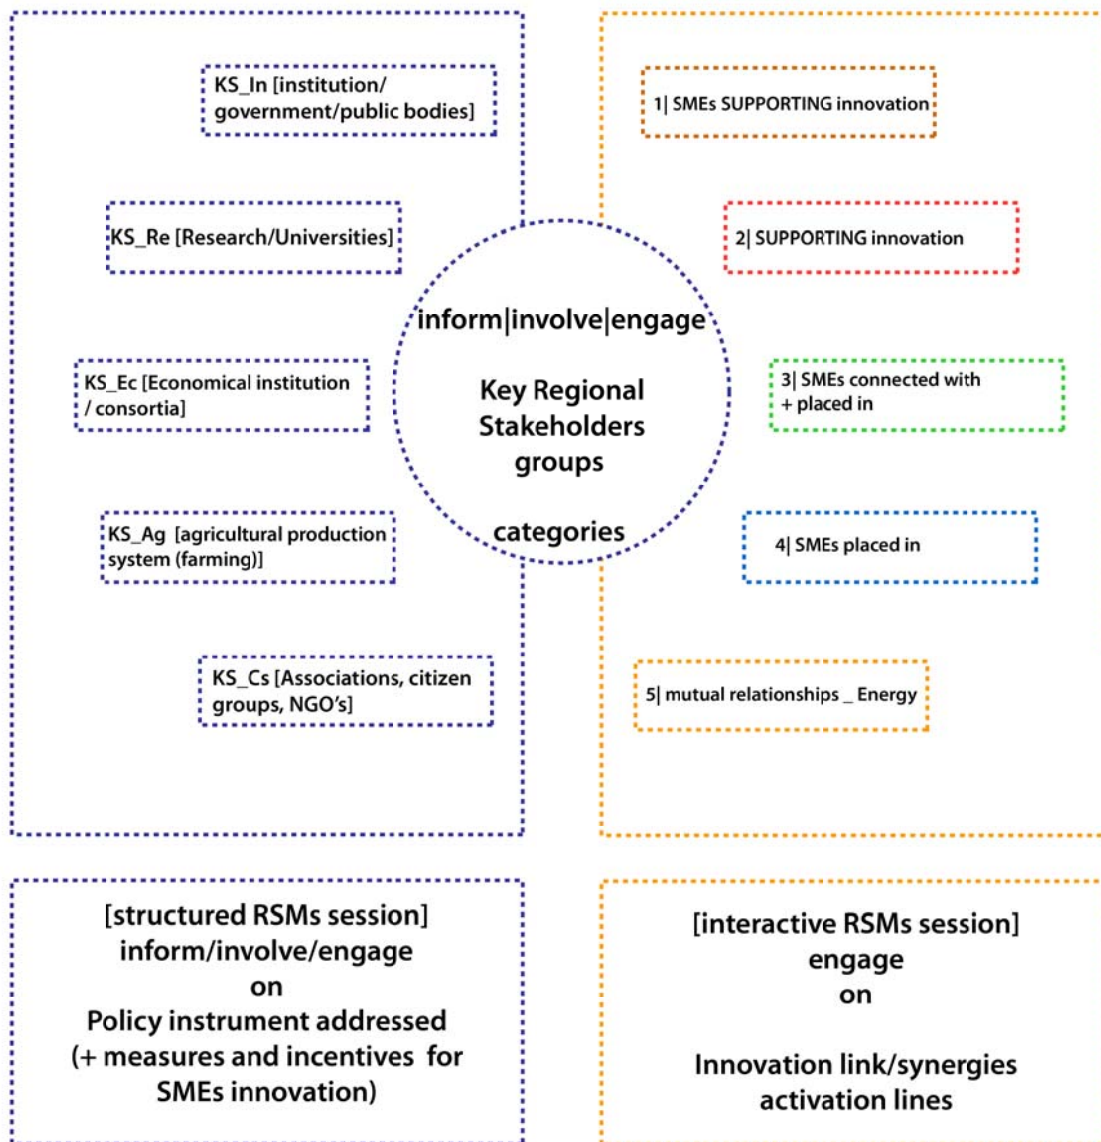 KS_In [institution/
government/public bodies]
KS_Re [Research/Universities]
KS_Ec [Economical institution
/ consortia]
KS_Ag [agricultural production
system (farming)]
KS_Cs [Associations, citizen
groups, NGO's]
inform|involve|engage
Key Regional
Stakeholders
groups
categories
1| SMEs SUPPORTING innovation
2| SUPPORTING innovation
3| SMEs connected with
+ placed in
4| SMEs placed in
5| mutual relationships _ Energy
[structured RSMs session]
inform/involve/engage
on
Policy instrument addressed
(+ measures and incentives for
SMEs innovation)
[interactive RSMs session]
engage
on
Innovation link/synergies
activation lines